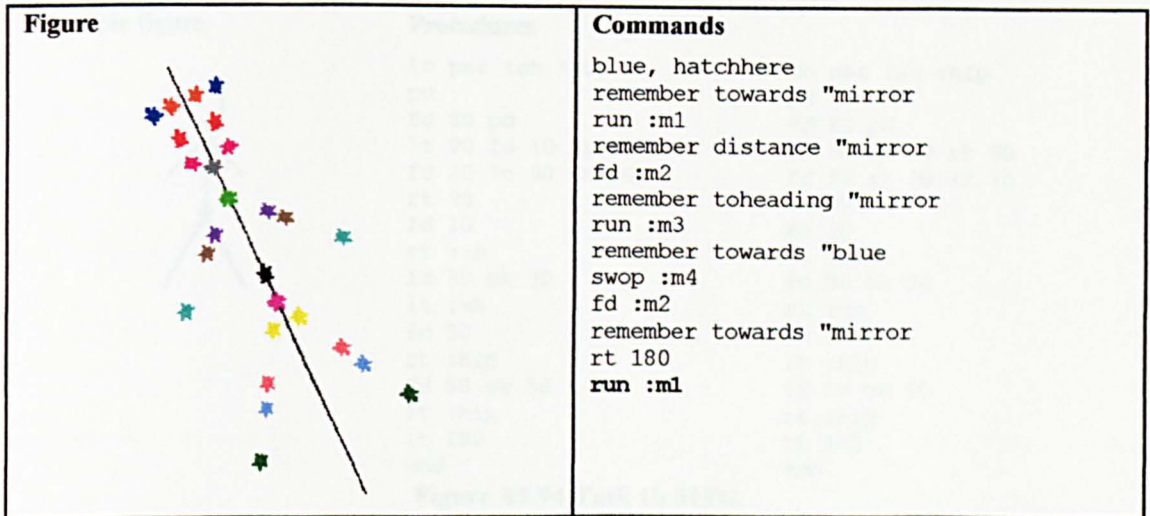 Figure
Commands
blue, hatchhere
remember towards "mirror
run :m1
remember distance "mirror
fd :m2
remember toheading "mirror
run :m3
remember towards "blue
swop :m4
fd :m2
remember towards "mirror
rt 180
run :m1